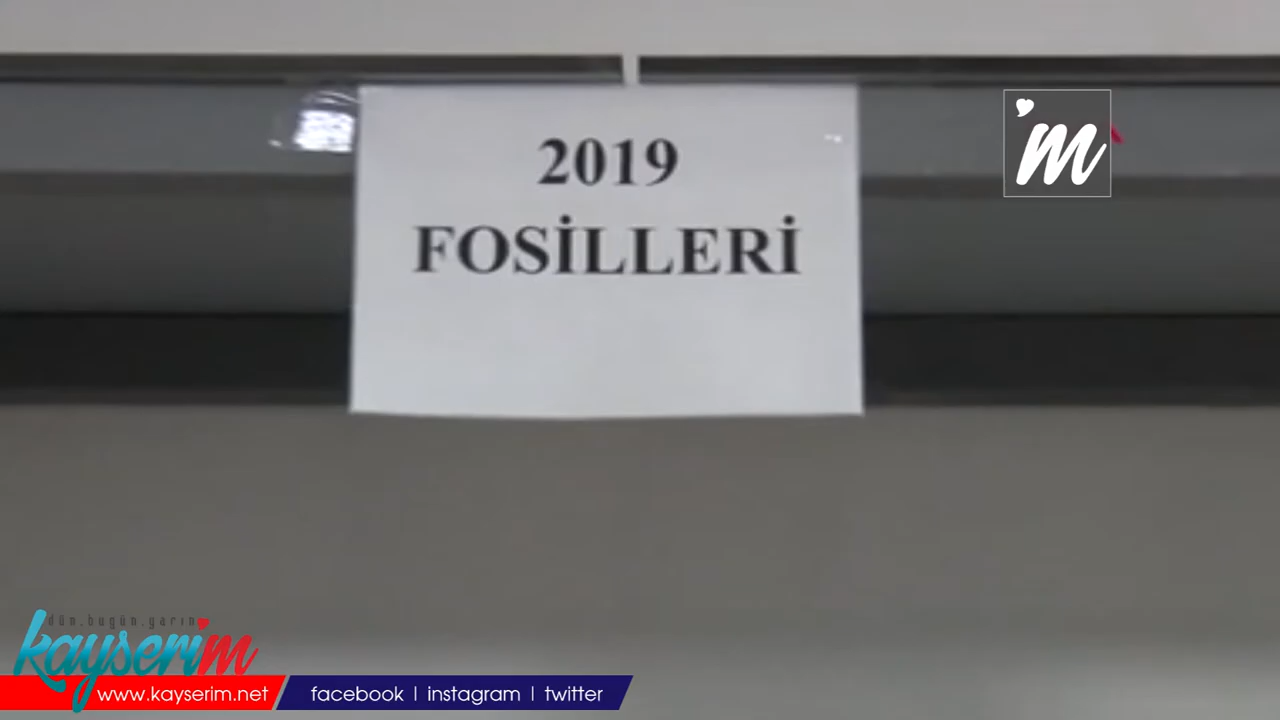 2019
FOSİLLERİ
'm
dün.bugün.yarın
kayserim
www.kayserim.net
facebook | instagram | twitter